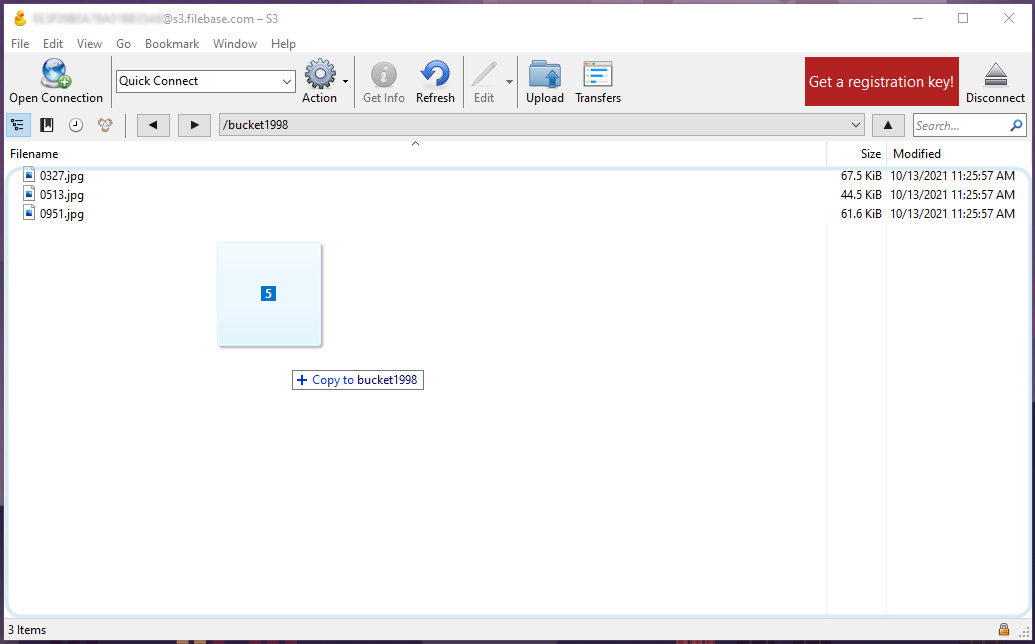 @s3.filebase.com – S3
File Edit View Go Bookmark Window Help
Open Connection
Quick Connect
Action
Get Info
Refresh
Edit
Upload
Transfers
Get a registration key!
Disconnect
/bucket1998
Search...
Filename Size Modified
0327.jpg 67.5 KiB 10/13/2021 11:25:57 AM
0513.jpg 44.5 KiB 10/13/2021 11:25:57 AM
0951.jpg 61.6 KiB 10/13/2021 11:25:57 AM
5
+ Copy to bucket1998
3 Items